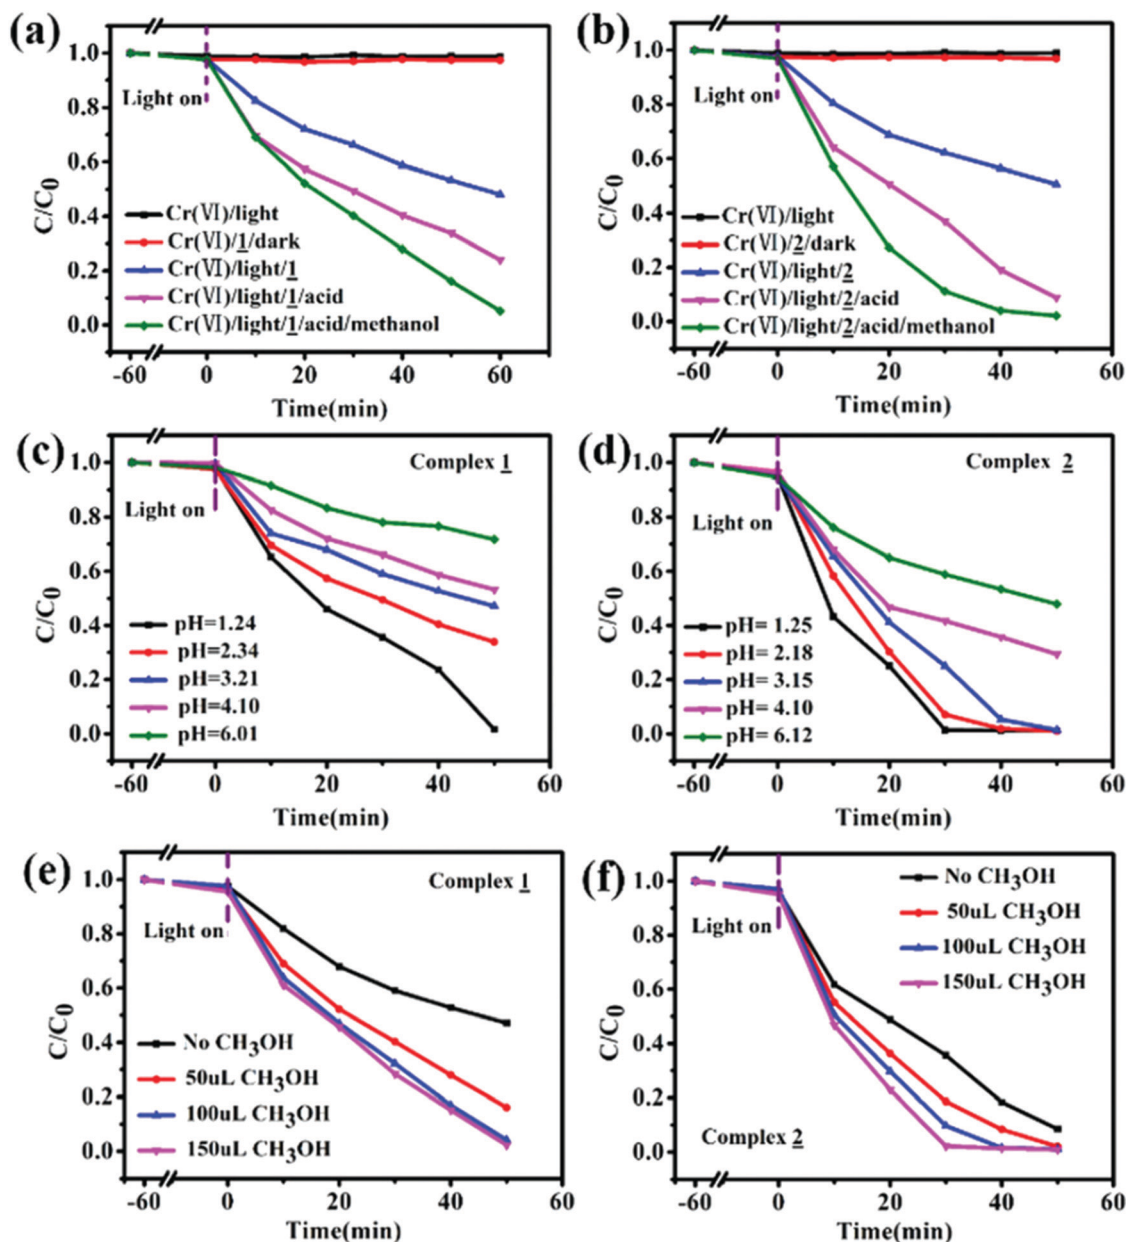 (a)
C/C0
1.0
0.8
0.6
0.4
0.2
0.0
Light on
Cr(Ⅵ)/light
Cr(Ⅵ)/1/dark
Cr(Ⅵ)/light/1
Cr(Ⅵ)/light/1/acid
Cr(Ⅵ)/light/1/acid/methanol
-60 0 20 40 60
Time(min)
(b)
C/C0
1.0
0.8
0.6
0.4
0.2
0.0
Light on
Cr(Ⅵ)/light
Cr(Ⅵ)/2/dark
Cr(Ⅵ)/light/2
Cr(Ⅵ)/light/2/acid
Cr(Ⅵ)/light/2/acid/methanol
-60 0 20 40 60
Time(min)
(c)
C/C0
1.0
0.8
0.6
0.4
0.2
0.0
Complex 1
Light on
pH=1.24
pH=2.34
pH=3.21
pH=4.10
pH=6.01
-60 0 20 40 60
Time(min)
(d)
C/C0
1.0
0.8
0.6
0.4
0.2
0.0
Complex 2
Light on
pH= 1.25
pH= 2.18
pH= 3.15
pH= 4.10
pH= 6.12
-60 0 20 40 60
Time(min)
(e)
C/C0
1.0
0.8
0.6
0.4
0.2
0.0
Complex 1
Light on
No CH3OH
50uL CH3OH
100uL CH3OH
150uL CH3OH
-60 0 20 40 60
Time(min)
(f)
C/C0
1.0
0.8
0.6
0.4
0.2
0.0
Light on
No CH3OH
50uL CH3OH
100uL CH3OH
150uL CH3OH
Complex 2
-60 0 20 40 60
Time(min)